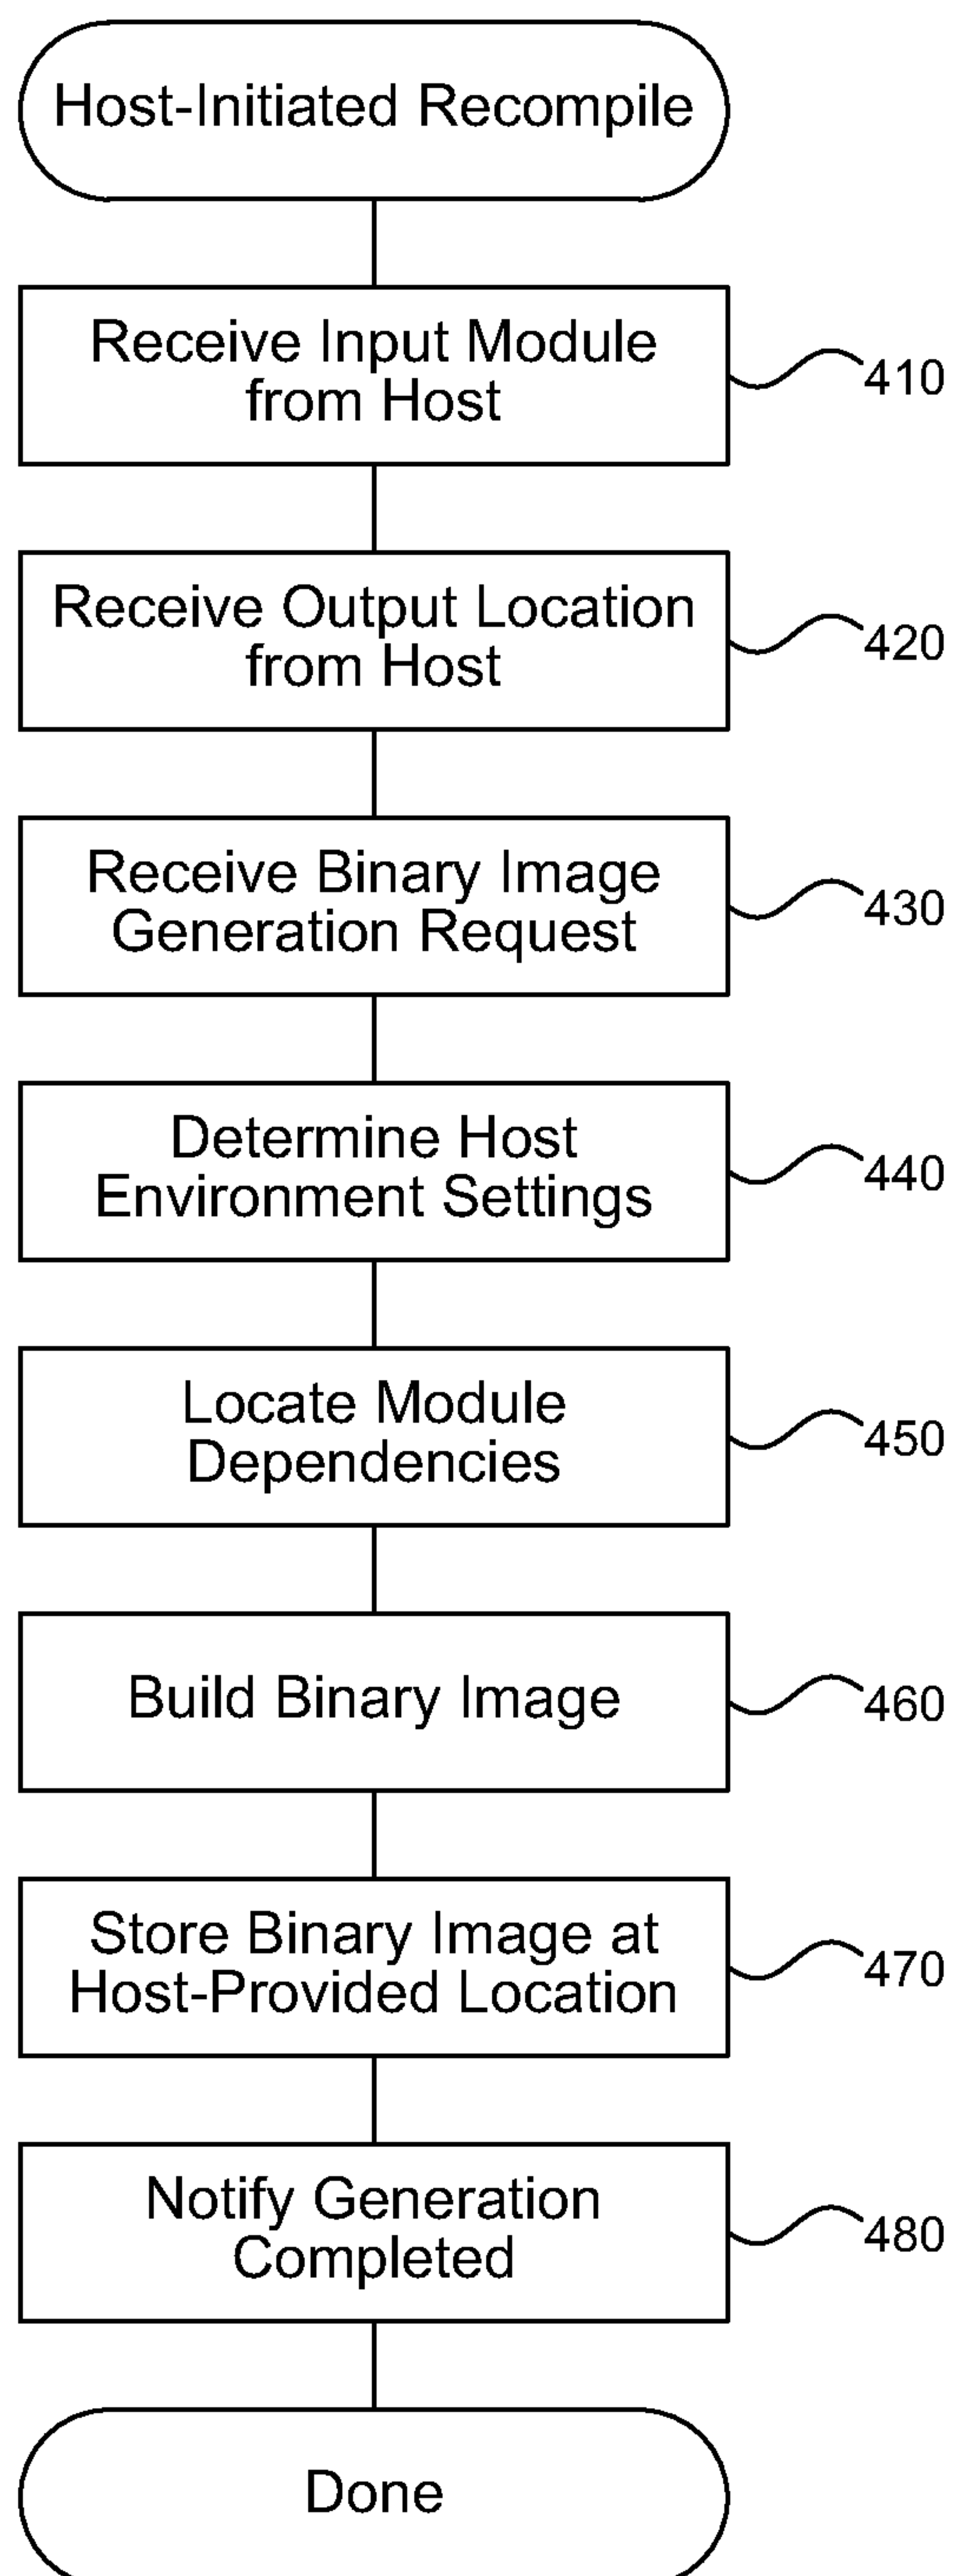 Host-Initiated Recompile
Receive Input Module
from Host
410
Receive Output Location
from Host
420
Receive Binary Image
Generation Request
430
Determine Host
Environment Settings
440
Locate Module
Dependencies
450
Build Binary Image
460
Store Binary Image at
Host-Provided Location
470
Notify Generation
Completed
480
Done